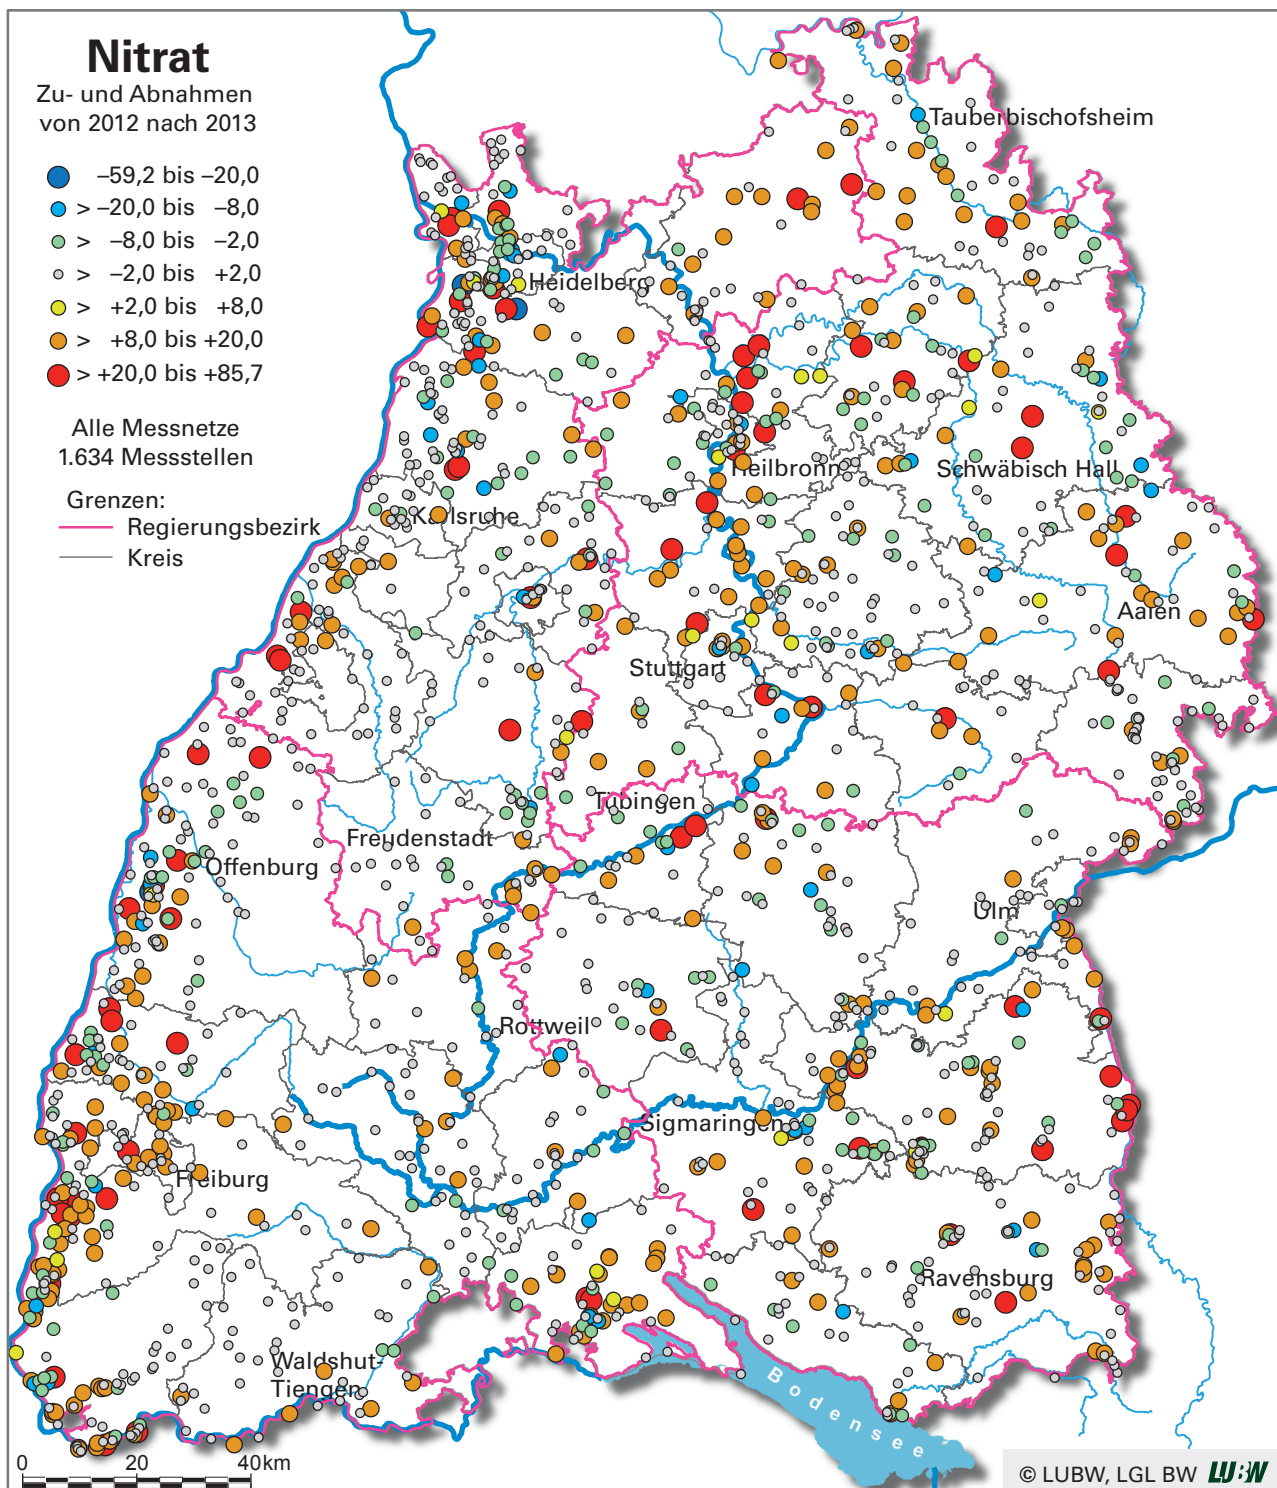 Nitrat
Zu- und Abnahmen
von 2012 nach 2013
–59,2 bis –20,0
> –20,0 bis –8,0
> –8,0 bis –2,0
> –2,0 bis +2,0
> +2,0 bis +8,0
> +8,0 bis +20,0
> +20,0 bis +85,7
Alle Messnetze
1.634 Messstellen
Grenzen:
Regierungsbezirk
Kreis
Tauberbischofsheim
Heidelberg
Heilbronn
Schwäbisch Hall
Karlsruhe
Aalen
Stuttgart
Tübingen
Freudenstadt
Offenburg
Ulm
Rottweil
Sigmaringen
Freiburg
Ravensburg
Waldshut-
Tiengen
Bodensee
0 20 40km
© LUBW, LGL BW LUBW